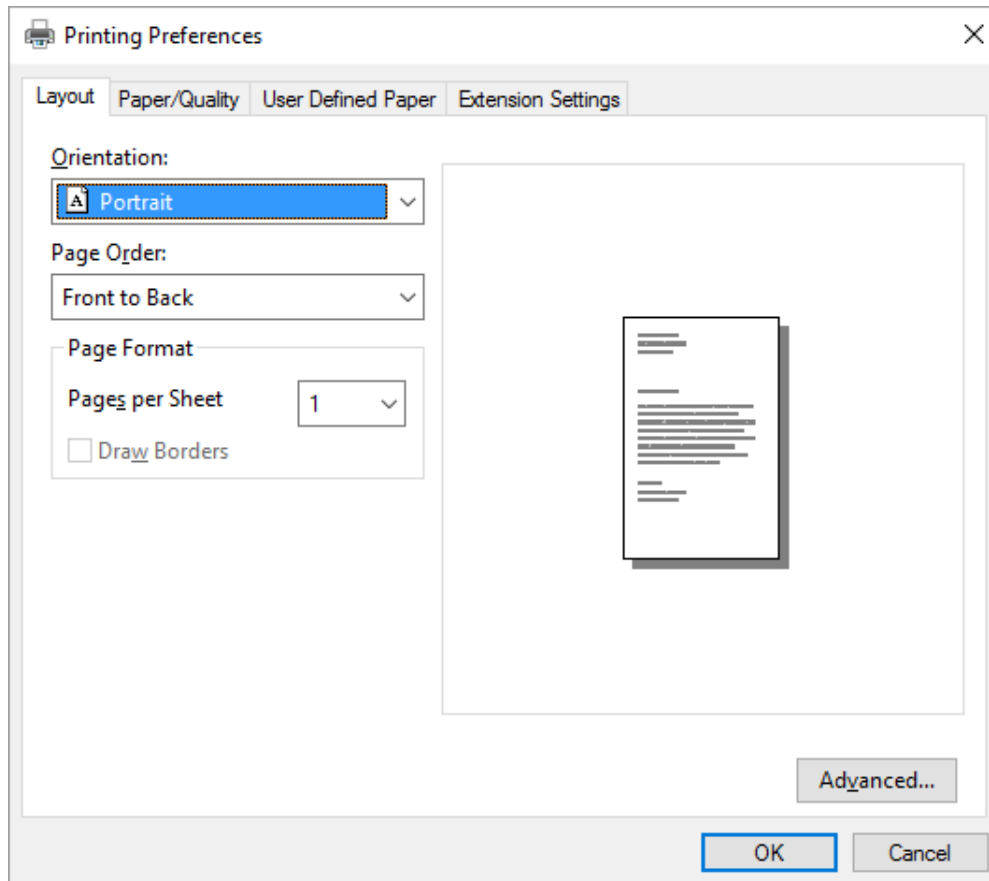 Printing Preferences
Layout Paper/Quality User Defined Paper Extension Settings
Orientation:
A Portrait
Page Order:
Front to Back
Page Format
Pages per Sheet 1
Draw Borders
Advanced...
OK Cancel